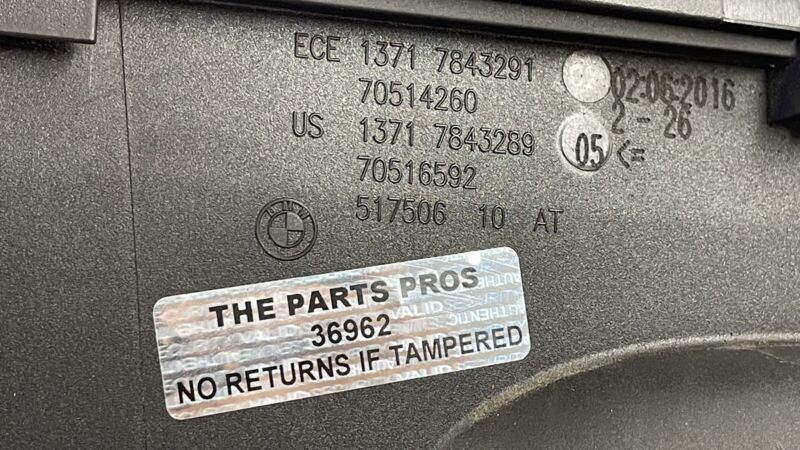 ECE 1371 7843291
70514260
US 1371 7843289
70516592
517506 10 AT
02.06.2016
2 - 26
05 <=
THE PARTS PROS
36962
NO RETURNS IF TAMPERED